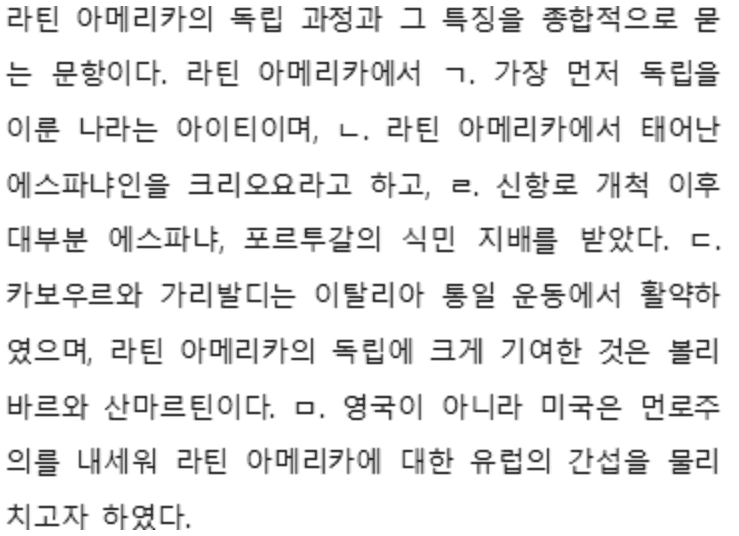 라틴 아메리카의 독립 과정과 그 특징을 종합적으로 묻
는 문항이다. 라틴 아메리카에서 ㄱ. 가장 먼저 독립을
이룬 나라는 아이티이며, ㄴ. 라틴 아메리카에서 태어난
에스파냐인을 크리오요라고 하고, ㄹ. 신항로 개척 이후
대부분 에스파냐, 포르투갈의 식민 지배를 받았다. ㄷ.
카보우르와 가리발디는 이탈리아 통일 운동에서 활약하
였으며, 라틴 아메리카의 독립에 크게 기여한 것은 볼리
바르와 산마르틴이다. ㅁ. 영국이 아니라 미국은 먼로주
의를 내세워 라틴 아메리카에 대한 유럽의 간섭을 물리
치고자 하였다.